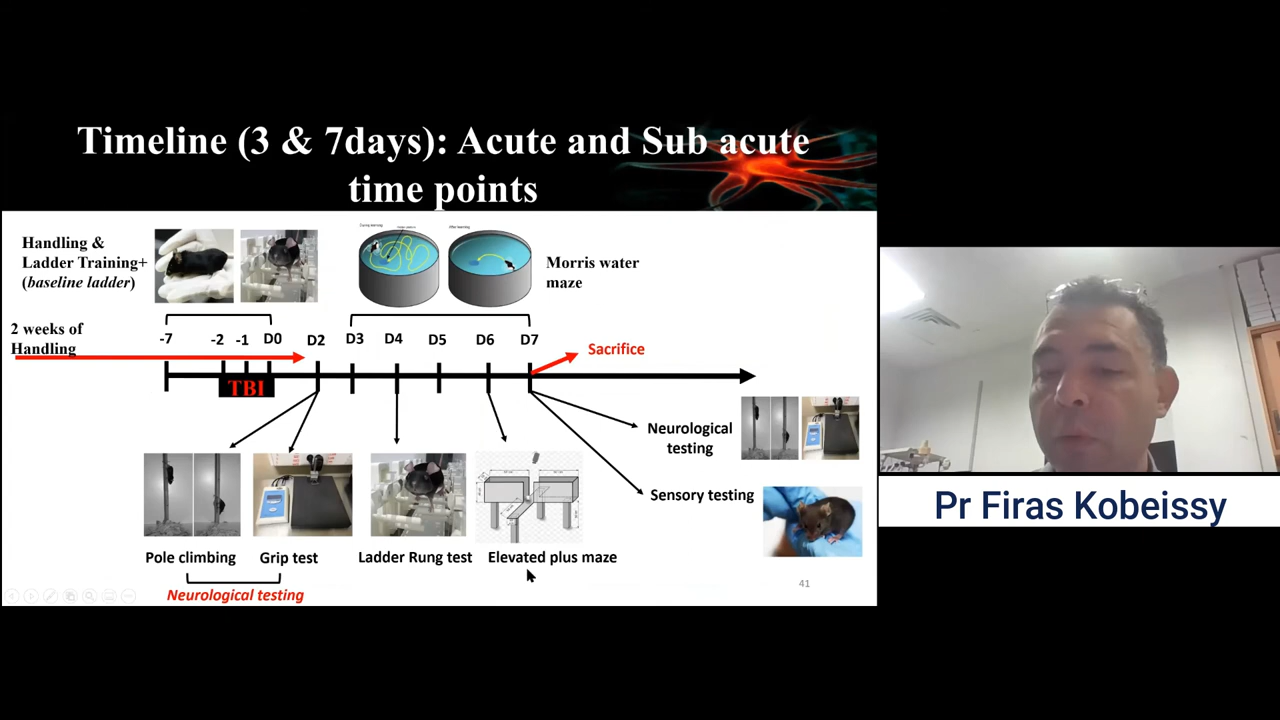 Timeline (3 & 7days): Acute and Sub acute
time points
Handling &
Ladder Training+
(baseline ladder)
Morris water
maze
2 weeks of
Handling
-7
-2
-1
D0
D2
D3
D4
D5
D6
D7
Sacrifice
TBI
Neurological
testing
Sensory testing
Pole climbing
Grip test
Ladder Rung test
Elevated plus maze
Neurological testing
41
Pr Firas Kobeissy